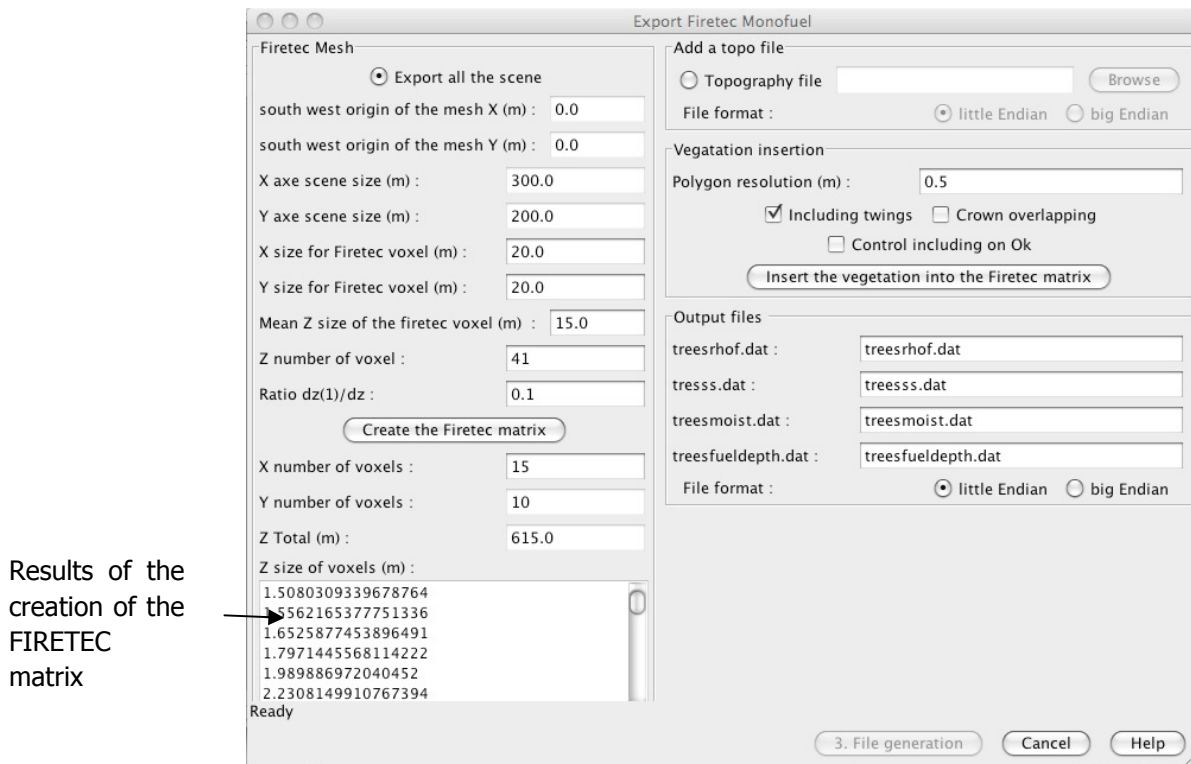 Export Firetec Monofuel
Firetec Mesh
Export all the scene
south west origin of the mesh X (m) : 0.0
south west origin of the mesh Y (m) : 0.0
X axe scene size (m) : 300.0
Y axe scene size (m) : 200.0
X size for Firetec voxel (m) : 20.0
Y size for Firetec voxel (m) : 20.0
Mean Z size of the firetec voxel (m) : 15.0
Z number of voxel : 41
Ratio dz(1)/dz : 0.1
Create the Firetec matrix
X number of voxels : 15
Y number of voxels : 10
Z Total (m) : 615.0
Z size of voxels (m) :
1.5080309339678764
1.5562165377751336
1.6525877453896491
1.7971445568114222
1.989886972040452
2.2308149910767394
Ready
Add a topo file
Topography file Browse
File format : little Endian big Endian
Vegatation insertion
Polygon resolution (m) : 0.5
Including twings Crown overlapping
Control including on Ok
Insert the vegetation into the Firetec matrix
Output files
treesrhof.dat : treesrhof.dat
tresss.dat : treesss.dat
treesmoist.dat : treesmoist.dat
treesfueldepth.dat : treesfueldepth.dat
File format : little Endian big Endian
3. File generation Cancel Help
Results of the
creation of the
FIRETEC
matrix